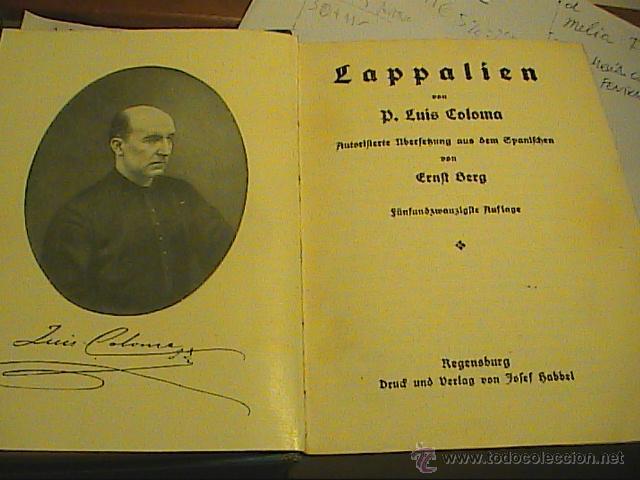 Luis Coloma
Lappalien
von
P. Luis Coloma
Autorisierte Übersetzung aus dem Spanischen
von
Ernst Berg
Fünfundzwanzigste Auflage
Regensburg
Druck und Verlag von Josef Habbel
© www.todocoleccion.net